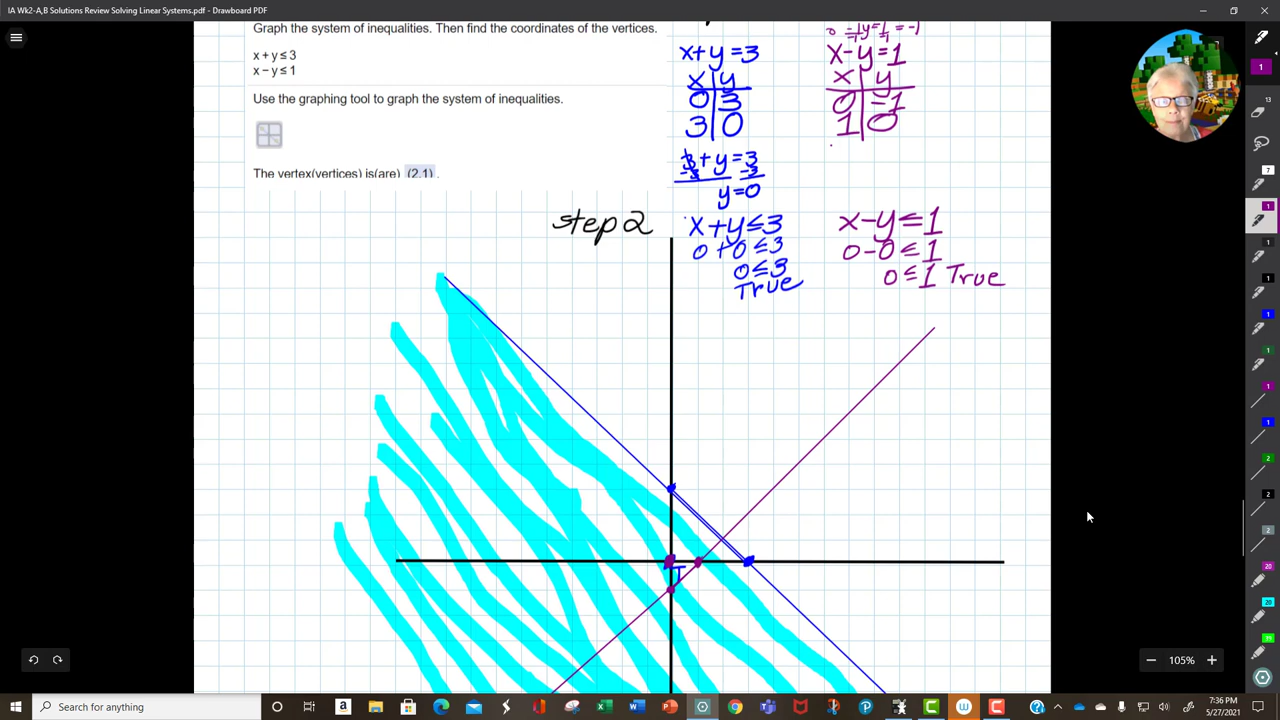 IA Wk2-A,B Solutions Review Solving Linear Systems.pdf - Drawboard PDF
Graph the system of inequalities. Then find the coordinates of the vertices.
x + y ≤ 3
x − y ≤ 1
Use the graphing tool to graph the system of inequalities.
The vertex(vertices) is(are) (2,1).
x+y=3
x | y
0 | 3
3 | 0
3+y=3
-3 -3
y=0
x-y=1
x | y
0 | -1
1 | 0
step 2
x+y≤3
0+0≤3
0≤3
True
x-y≤1
0-0≤1
0≤1 True
T
105%
Search for anything
7:36 PM
5/27/2021